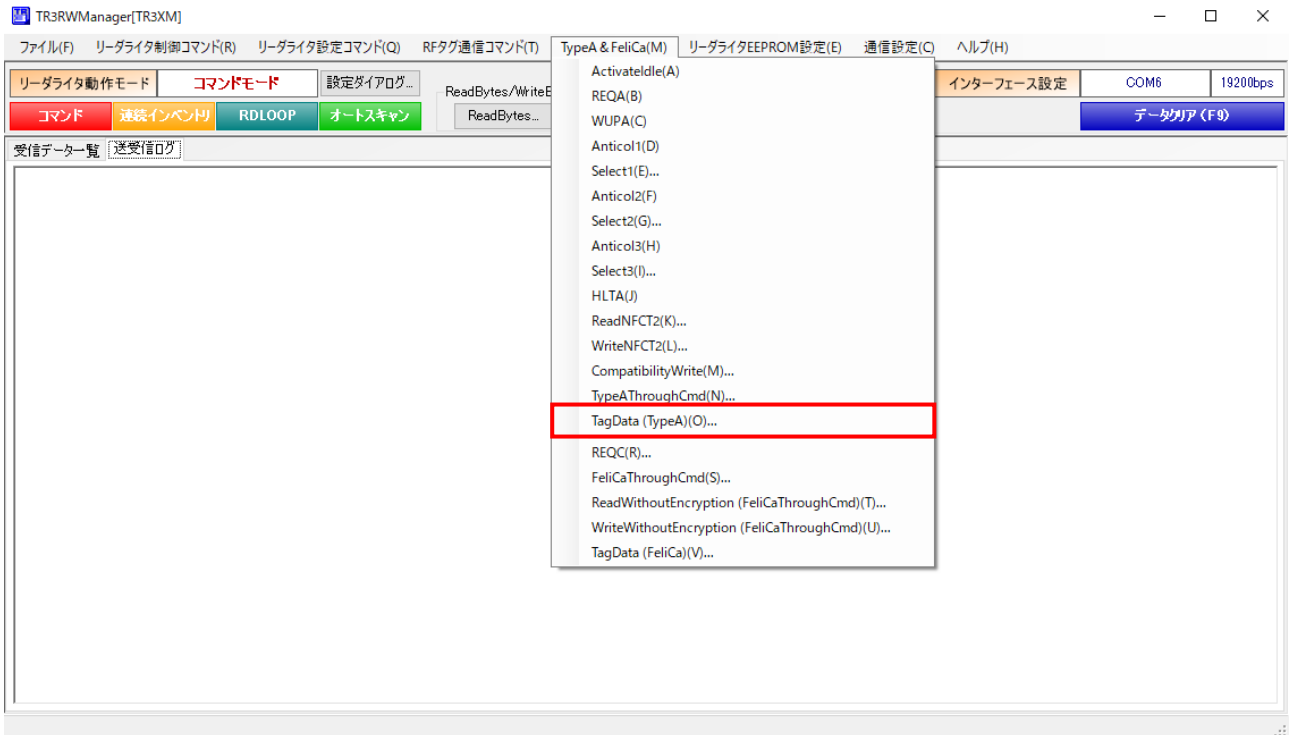 TR3RWManager[TR3XM]
ファイル(F) リーダライタ制御コマンド(R) リーダライタ設定コマンド(Q) RFタグ通信コマンド(T) TypeA & FeliCa(M) リーダライタEEPROM設定(E) 通信設定(C) ヘルプ(H)
リーダライタ動作モード コマンドモード 設定ダイアログ... ReadBytes/WriteB インターフェース設定 COM6 19200bps
コマンド 連続インベントリ RDLOOP オートスキャン ReadBytes... データクリア(F9)
受信データ一覧 送受信ログ
ActivateIdle(A)
REQA(B)
WUPA(C)
Anticol1(D)
Select1(E)...
Anticol2(F)
Select2(G)...
Anticol3(H)
Select3(I)...
HLTA(J)
ReadNFCT2(K)...
WriteNFCT2(L)...
CompatibilityWrite(M)...
TypeAThroughCmd(N)...
TagData (TypeA)(O)...
REQC(R)...
FeliCaThroughCmd(S)...
ReadWithoutEncryption (FeliCaThroughCmd)(T)...
WriteWithoutEncryption (FeliCaThroughCmd)(U)...
TagData (FeliCa)(V)...